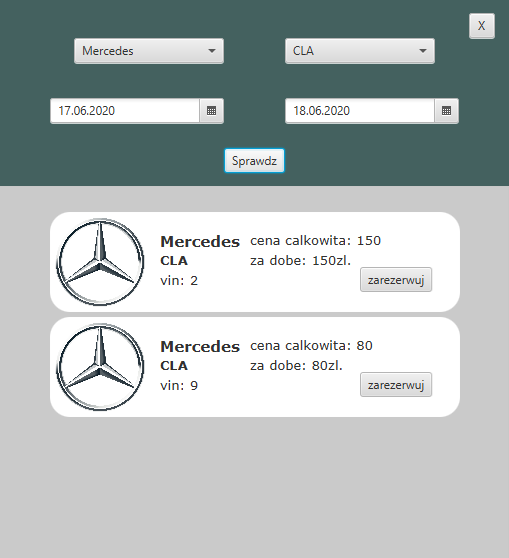 X
Mercedes CLA
17.06.2020 18.06.2020
Sprawdz
Mercedes cena calkowita: 150
CLA za dobe: 150zl.
vin: 2 zarezerwuj
Mercedes cena calkowita: 80
CLA za dobe: 80zl.
vin: 9 zarezerwuj